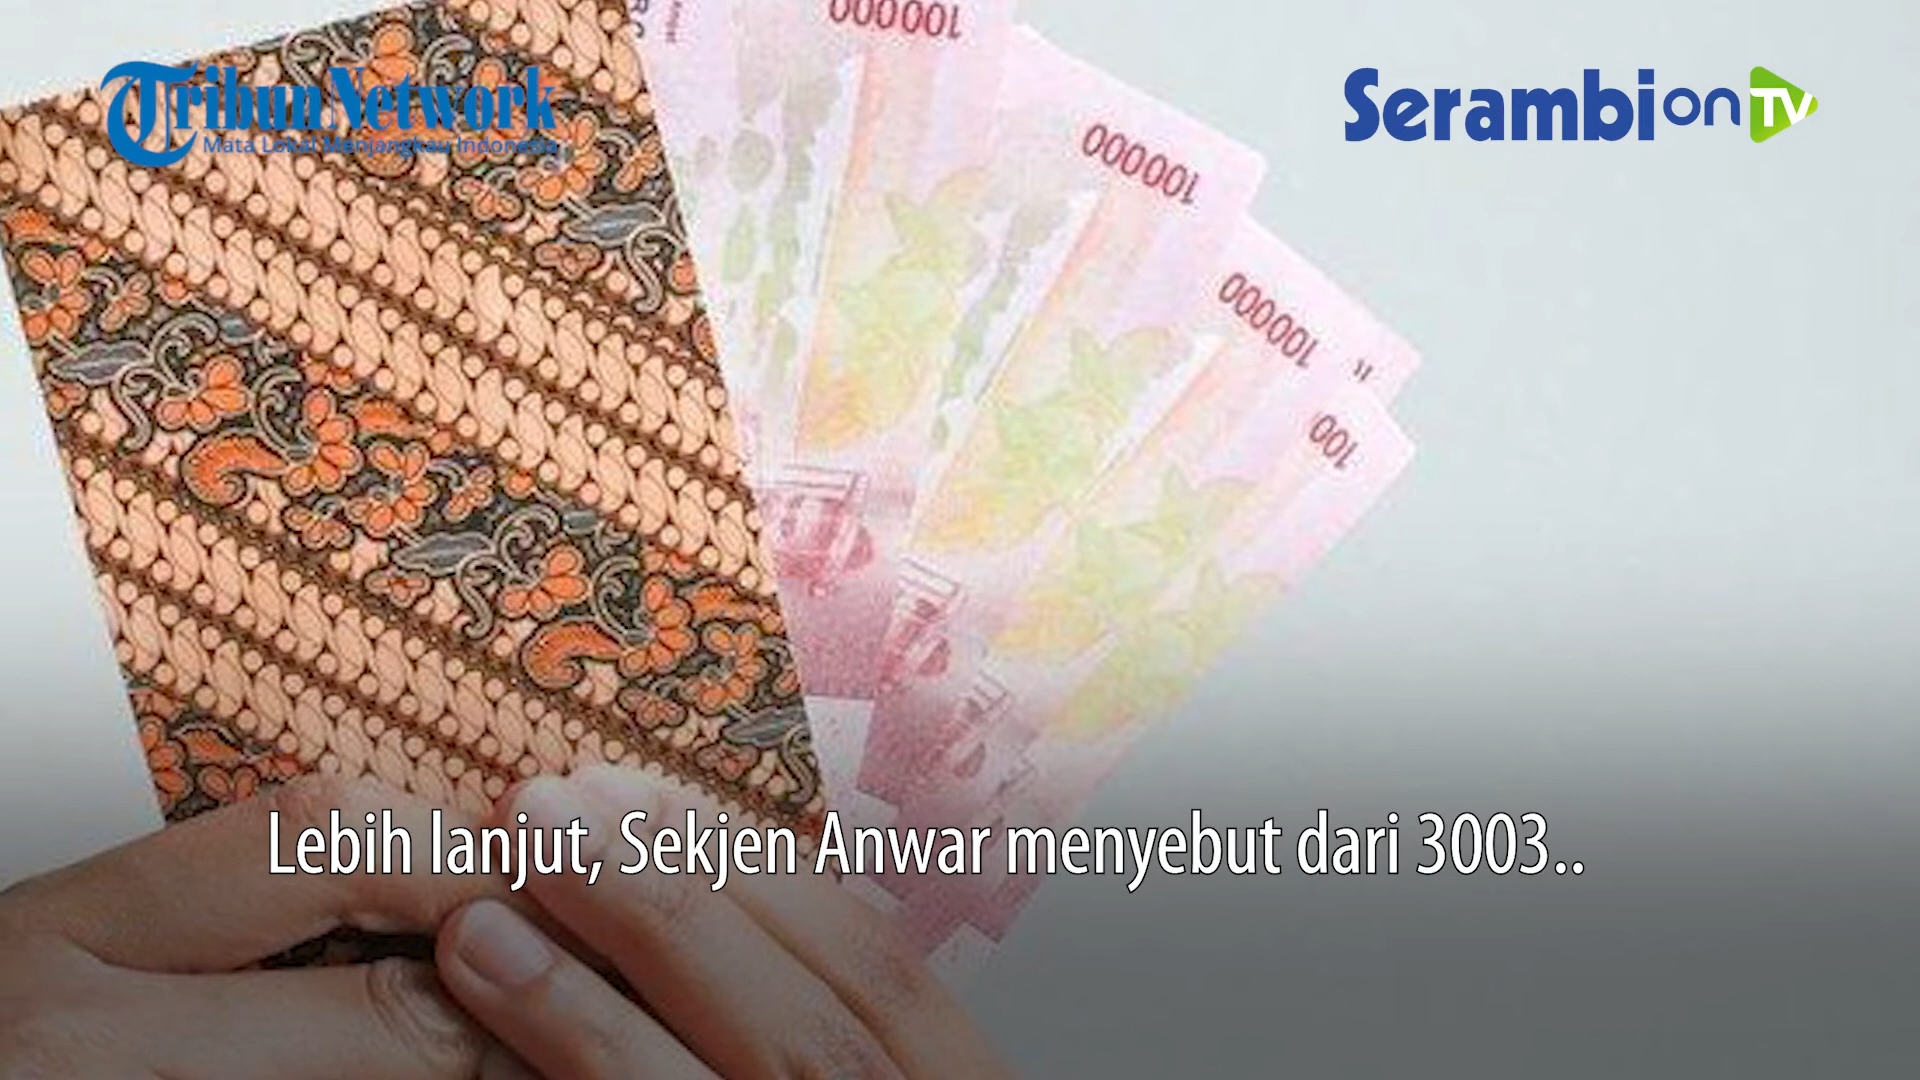 TribunNetwork
Mata Lokal Menjangkau Indonesia
Serambi on TV
100000
100000
100000
100
Lebih lanjut, Sekjen Anwar menyebut dari 3003..